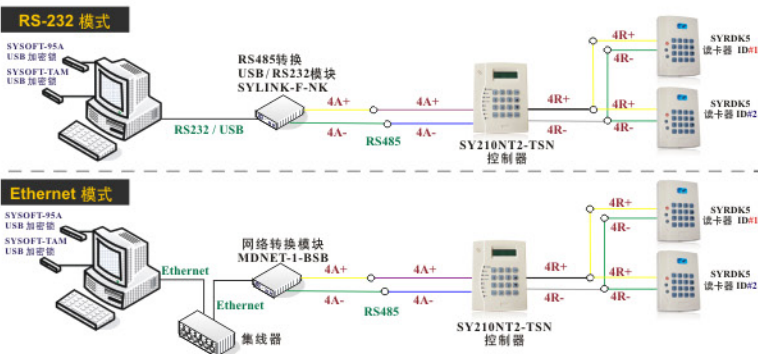 RS-232 模式
SYSOFT-95A
USB 加密锁
SYSOFT-TAM
USB 加密锁
RS232 / USB
RS485转换
USB/RS232模块
SYLINK-F-NK
4A+
4A-
4A+
4A-
RS485
SY210NT2-TSN
控制器
4R+
4R-
4R+
4R-
4R+
4R-
SYRDK5
读卡器 ID#1
SYRDK5
读卡器 ID#2
Ethernet 模式
SYSOFT-95A
USB 加密锁
SYSOFT-TAM
USB 加密锁
Ethernet
Ethernet
集线器
网络转换模块
MDNET-1-BSB
4A+
4A-
4A+
4A-
RS485
SY210NT2-TSN
控制器
4R+
4R-
4R+
4R-
4R+
4R-
SYRDK5
读卡器 ID#1
SYRDK5
读卡器 ID#2